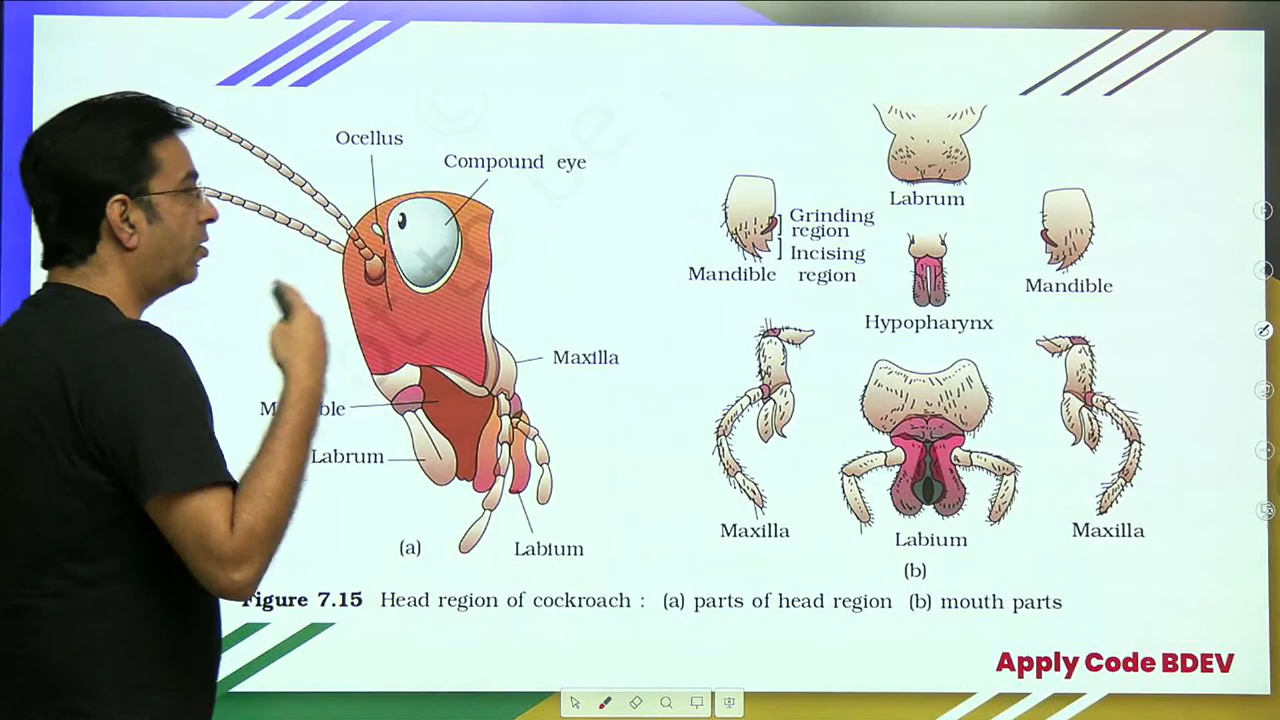 Ocellus
Compound eye
Maxilla
Labrum
Labium
(a)
Labrum
Grinding
region
Incising
region
Mandible
Mandible
Hypopharynx
Maxilla
Labium
Maxilla
(b)
Figure 7.15 Head region of cockroach : (a) parts of head region (b) mouth parts
Apply Code BDEV